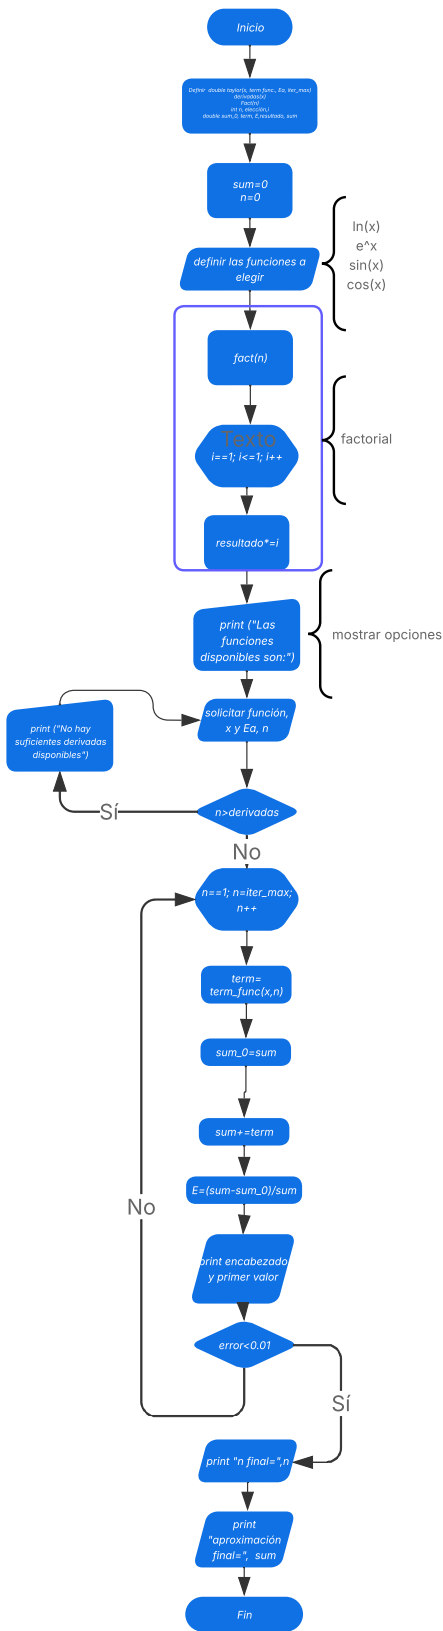 Inicio
Definir double taylor(x, term func., Ea, iter_max)
derivadas(x)
Fact(n)
int n, elección,i
double sum,0, term, E,resultado, sum
sum=0
n=0
definir las funciones a
elegir
ln(x)
e^x
sin(x)
cos(x)
fact(n)
Texto
i==1; i<=1; i++
factorial
resultado*=i
print ("Las
funciones
disponibles son:")
mostrar opciones
solicitar función,
x y Ea, n
print ("No hay
suficientes derivadas
disponibles")
n>derivadas
Sí
No
n==1; n=iter_max;
n++
term=
term_func(x,n)
sum_0=sum
sum+=term
E=(sum-sum_0)/sum
No
print encabezado
y primer valor
error<0.01
Sí
print "n final=",n
print
"aproximación
final=", sum
Fin